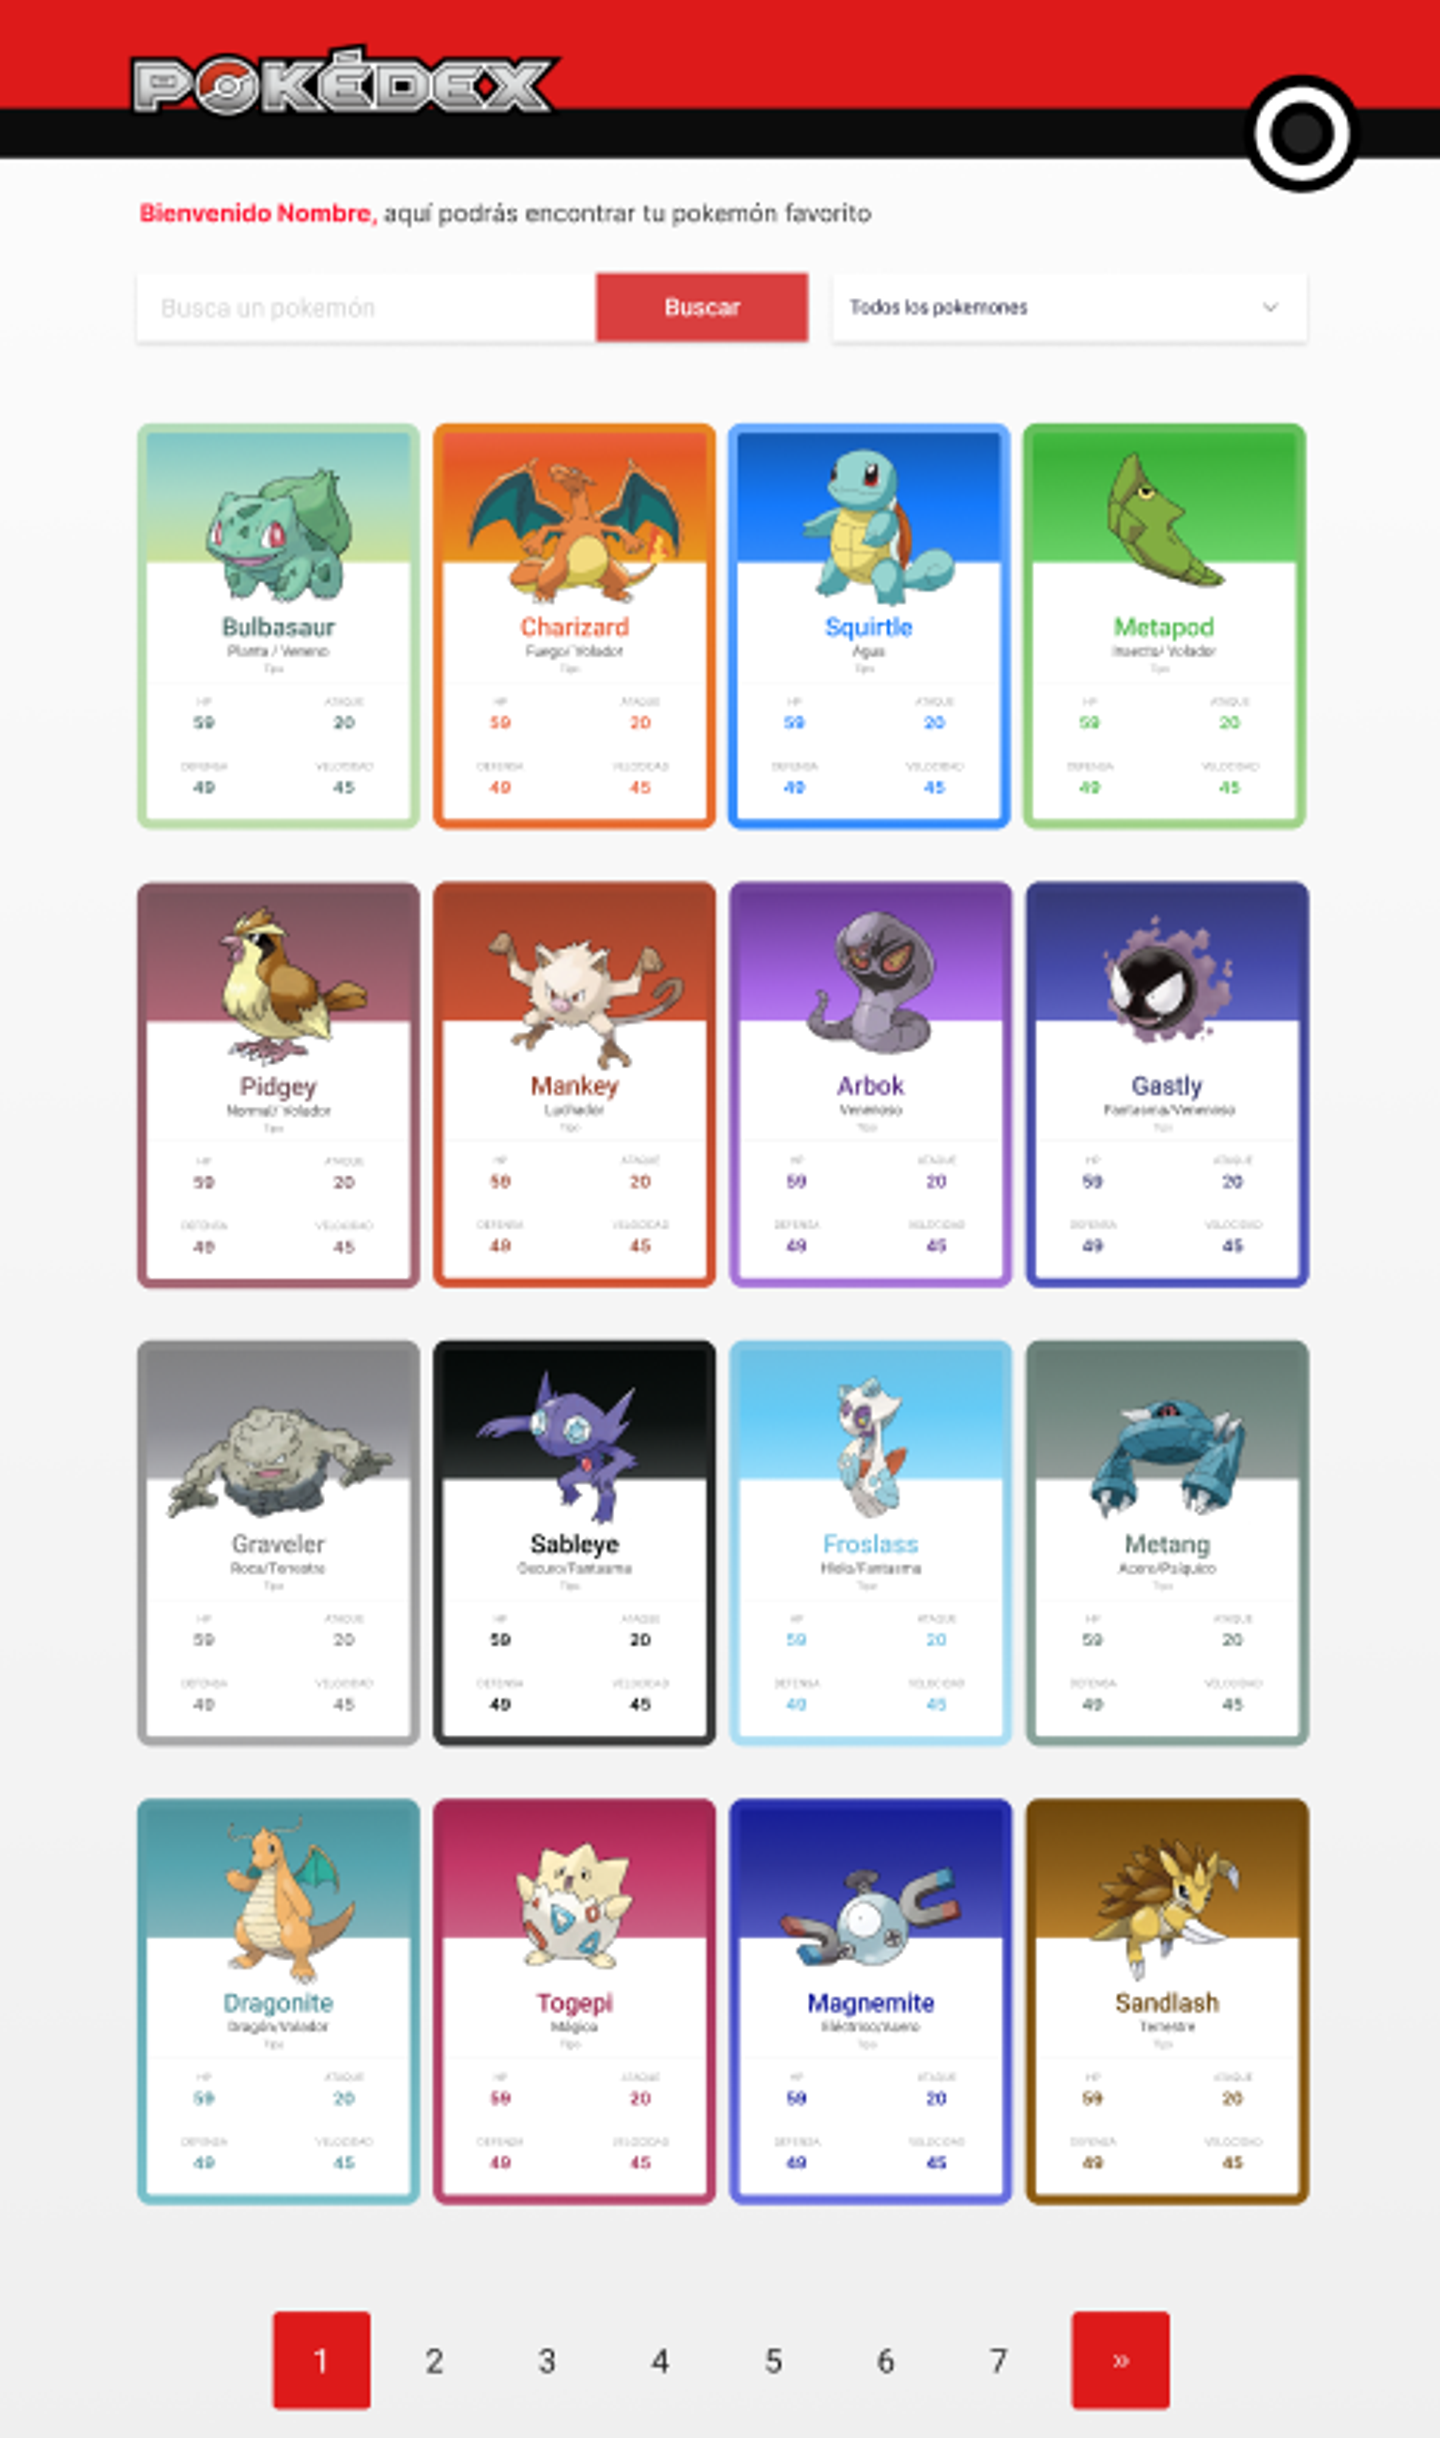 POKÉDEX
Bienvenido Nombre, aquí podrás encontrar tu pokemón favorito
Busca un pokemón Buscar Todos los pokemones
Bulbasaur Charizard Squirtle Metapod
Planta / Veneno Fuego/ Volador Agua Insecto/ Volador
Tipo Tipo Tipo Tipo
HP ATAQUE HP ATAQUE HP ATAQUE HP ATAQUE
59 20 59 20 59 20 59 20
DEFENSA VELOCIDAD DEFENSA VELOCIDAD DEFENSA VELOCIDAD DEFENSA VELOCIDAD
49 45 49 45 49 45 49 45
Pidgey Mankey Arbok Gastly
Normal/ Volador Luchador Venenoso Fantasma/Venenoso
Tipo Tipo Tipo Tipo
HP ATAQUE HP ATAQUE HP ATAQUE HP ATAQUE
59 20 59 20 59 20 59 20
DEFENSA VELOCIDAD DEFENSA VELOCIDAD DEFENSA VELOCIDAD DEFENSA VELOCIDAD
49 45 49 45 49 45 49 45
Graveler Sableye Froslass Metang
Roca/Terrestre Oscuro/Fantasma Hielo/Fantasma Acero/Psiquico
Tipo Tipo Tipo Tipo
HP ATAQUE HP ATAQUE HP ATAQUE HP ATAQUE
59 20 59 20 59 20 59 20
DEFENSA VELOCIDAD DEFENSA VELOCIDAD DEFENSA VELOCIDAD DEFENSA VELOCIDAD
49 45 49 45 49 45 49 45
Dragonite Togepi Magnemite Sandlash
Dragón/Volador Mágico Eléctrico/Acero Terrestre
Tipo Tipo Tipo Tipo
HP ATAQUE HP ATAQUE HP ATAQUE HP ATAQUE
59 20 59 20 59 20 59 20
DEFENSA VELOCIDAD DEFENSA VELOCIDAD DEFENSA VELOCIDAD DEFENSA VELOCIDAD
49 45 49 45 49 45 49 45
1 2 3 4 5 6 7 »